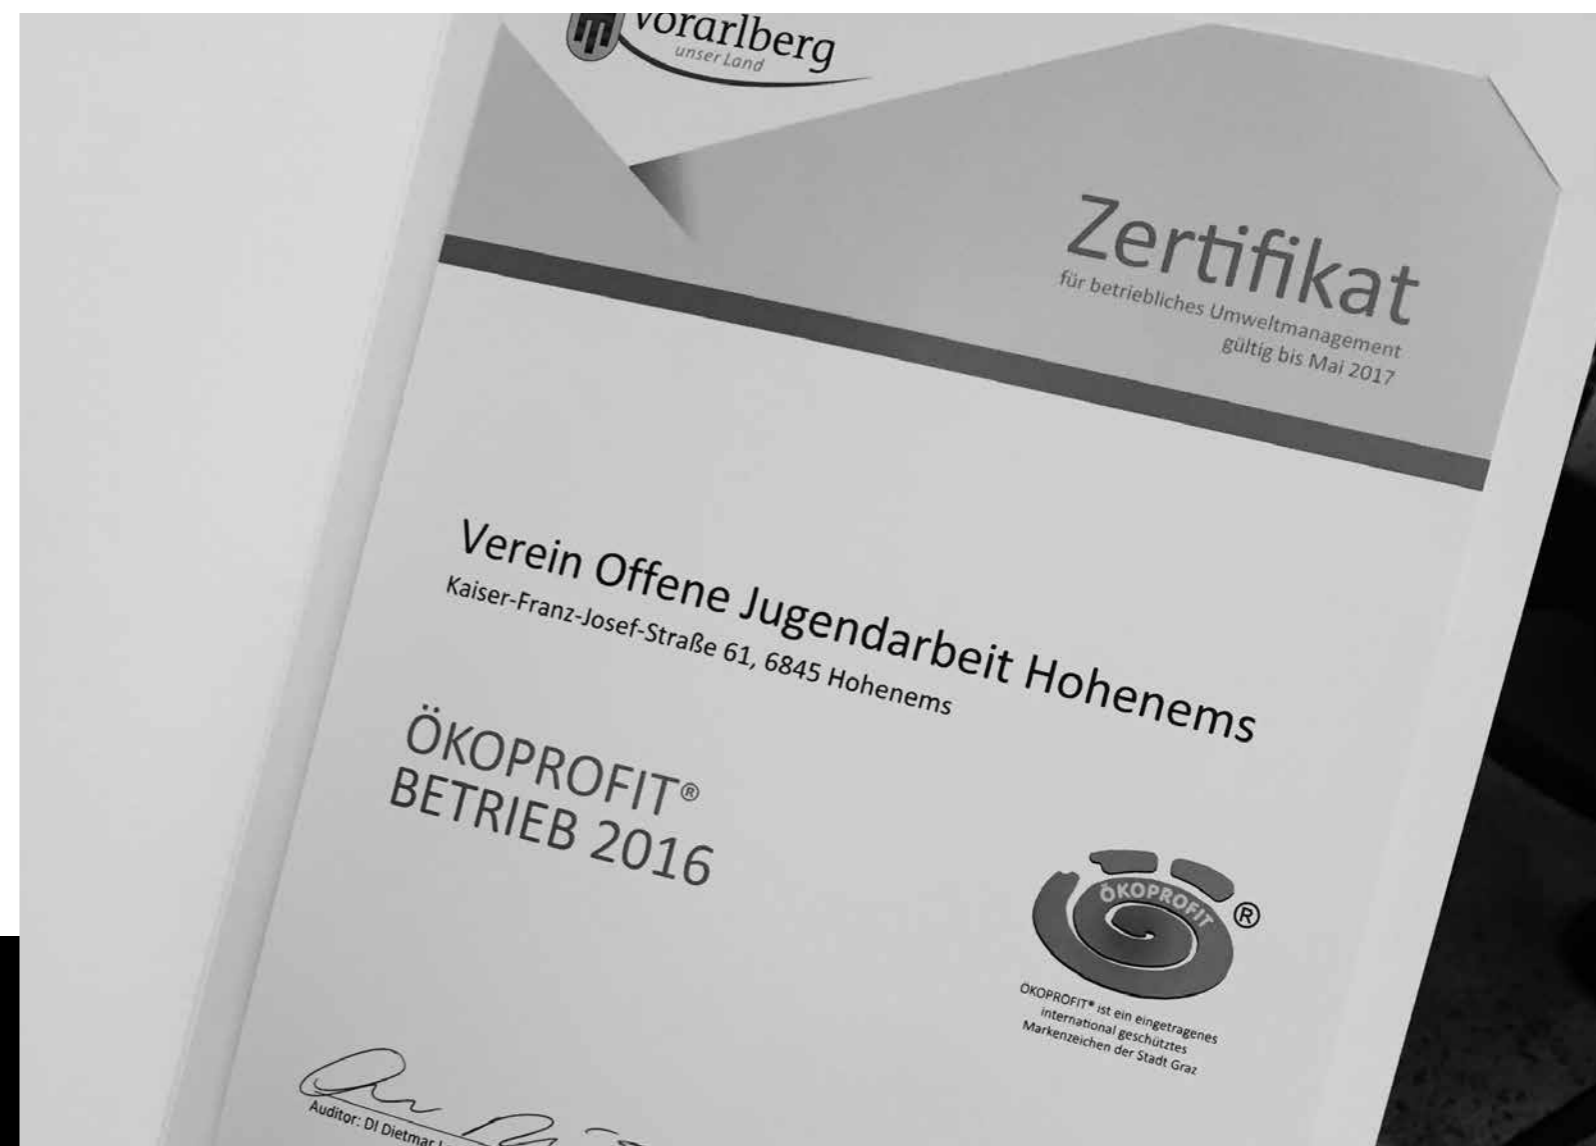 Vorarlberg
unser Land
Zertifikat
für betriebliches Umweltmanagement
gültig bis Mai 2017
Verein Offene Jugendarbeit Hohenems
Kaiser-Franz-Josef-Straße 61, 6845 Hohenems
ÖKOPROFIT®
BETRIEB 2016
ÖKOPROFIT ®
ÖKOPROFIT® ist ein eingetragenes
international geschütztes
Markenzeichen der Stadt Graz
Auditor: DI Dietmar